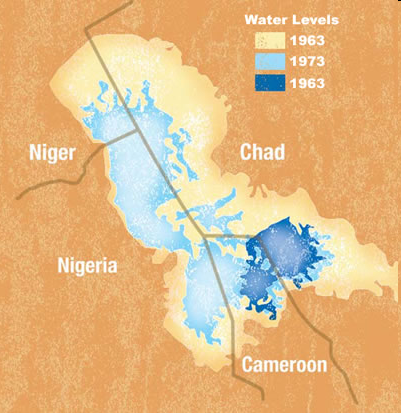 Water Levels
1963
1973
1963
Niger
Chad
Nigeria
Cameroon